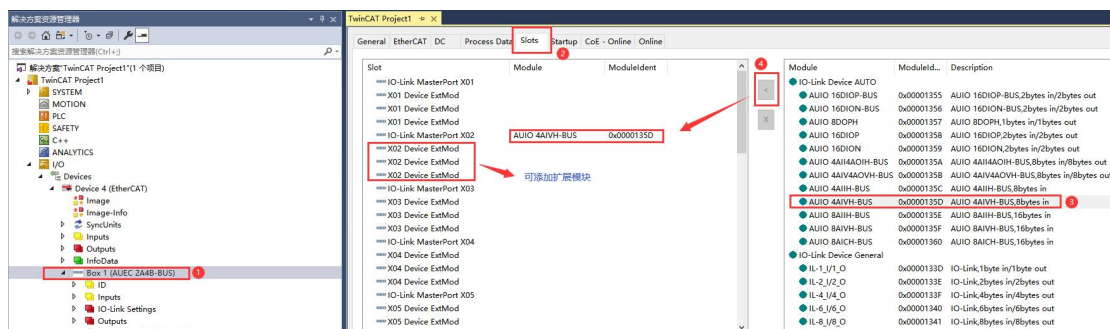 解决方案资源管理器
搜索解决方案资源管理器(Ctrl+;)
解决方案"TwinCAT Project1"(1 个项目)
TwinCAT Project1
SYSTEM
MOTION
PLC
SAFETY
C++
ANALYTICS
I/O
Devices
Device 4 (EtherCAT)
Image
Image-Info
SyncUnits
Inputs
Outputs
InfoData
Box 1 (AUEC 2A4B-BUS)
1
ID
Inputs
IO-Link Settings
Outputs
TwinCAT Project1
General EtherCAT DC Process Data Slots Startup CoE - Online Online
2
Slot Module ModuleIdent
IO-Link MasterPort X01
X01 Device ExtMod
X01 Device ExtMod
X01 Device ExtMod
IO-Link MasterPort X02 AUIO 4AIVH-BUS 0x0000135D
X02 Device ExtMod
X02 Device ExtMod
可添加扩展模块
IO-Link MasterPort X03
X03 Device ExtMod
X03 Device ExtMod
X03 Device ExtMod
IO-Link MasterPort X04
X04 Device ExtMod
X04 Device ExtMod
X04 Device ExtMod
IO-Link MasterPort X05
X05 Device ExtMod
X05 Device ExtMod
4
<
X
Module ModuleId... Description
IO-Link Device AUTO
AUIO 16DIOP-BUS 0x00001355 AUIO 16DIOP-BUS,2bytes in/2bytes out
AUIO 16DION-BUS 0x00001356 AUIO 16DION-BUS,2bytes in/2bytes out
AUIO 8DOPH 0x00001357 AUIO 8DOPH,1bytes in/1bytes out
AUIO 16DIOP 0x00001358 AUIO 16DIOP,2bytes in/2bytes out
AUIO 16DION 0x00001359 AUIO 16DION,2bytes in/2bytes out
AUIO 4AII4AOIH-BUS 0x0000135A AUIO 4AII4AOIH-BUS,8bytes in/8bytes out
AUIO 4AIV4AOVH-BUS 0x0000135B AUIO 4AIV4AOVH-BUS,8bytes in/8bytes out
AUIO 4AIIH-BUS 0x0000135C AUIO 4AIIH-BUS,8bytes in
AUIO 4AIVH-BUS 0x0000135D AUIO 4AIVH-BUS,8bytes in 3
AUIO 8AIIH-BUS 0x0000135E AUIO 8AIIH-BUS,16bytes in
AUIO 8AIVH-BUS 0x0000135F AUIO 8AIVH-BUS,16bytes in
AUIO 8AICH-BUS 0x00001360 AUIO 8AICH-BUS,16bytes in
IO-Link Device General
IL-1_I/1_O 0x0000133D IO-Link,1byte in/1byte out
IL-2_I/2_O 0x0000133E IO-Link,2bytes in/2bytes out
IL-4_I/4_O 0x0000133F IO-Link,4bytes in/4bytes out
IL-6_I/6_O 0x00001340 IO-Link,6bytes in/6bytes out
IL-8_I/8_O 0x00001341 IO-Link,8bytes in/8bytes out